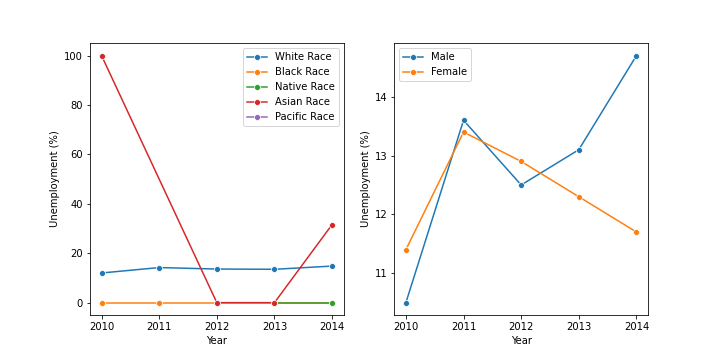 100
80
60
40
20
0
Unemployment (%)
2010 2011 2012 2013 2014
Year
White Race
Black Race
Native Race
Asian Race
Pacific Race
14
13
12
11
Unemployment (%)
2010 2011 2012 2013 2014
Year
Male
Female